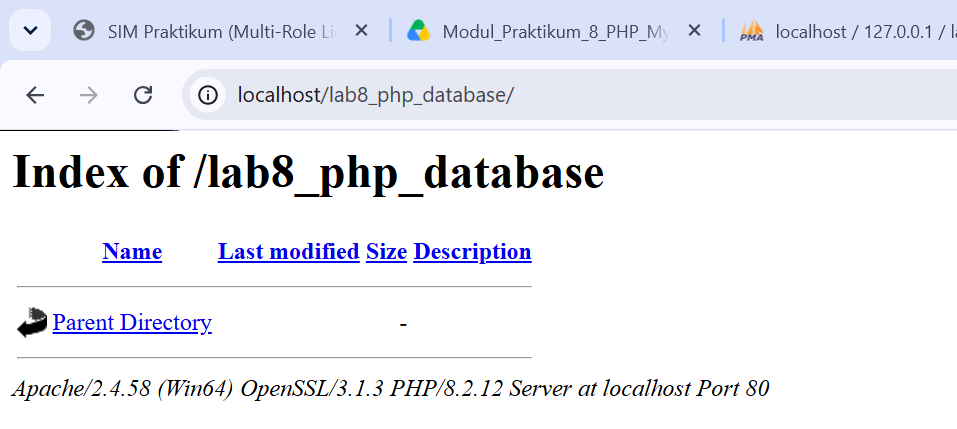 SIM Praktikum (Multi-Role Li
Modul_Praktikum_8_PHP_My
PMA
localhost / 127.0.0.1 / la
localhost/lab8_php_database/
Index of /lab8_php_database
Name Last modified Size Description
Parent Directory -
Apache/2.4.58 (Win64) OpenSSL/3.1.3 PHP/8.2.12 Server at localhost Port 80